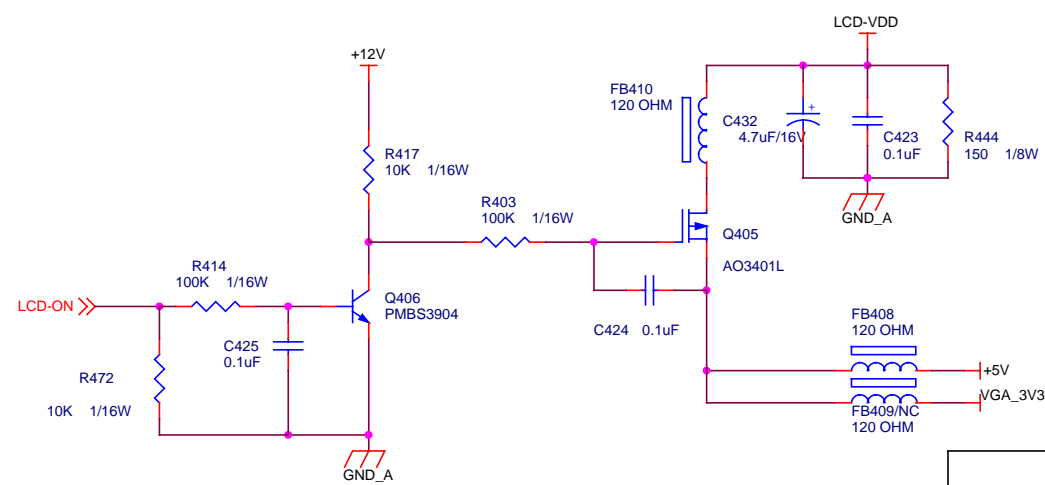 LCD-VDD
+12V
FB410
120 OHM
C432
4.7uF/16V
+
C423
0.1uF
R444
150 1/8W
R417
10K 1/16W
GND_A
R403
100K 1/16W
Q405
AO3401L
R414
100K 1/16W
LCD-ON
Q406
PMBS3904
C424 0.1uF
C425
0.1uF
FB408
120 OHM
+5V
R472
10K 1/16W
VGA_3V3
FB409/NC
120 OHM
GND_A